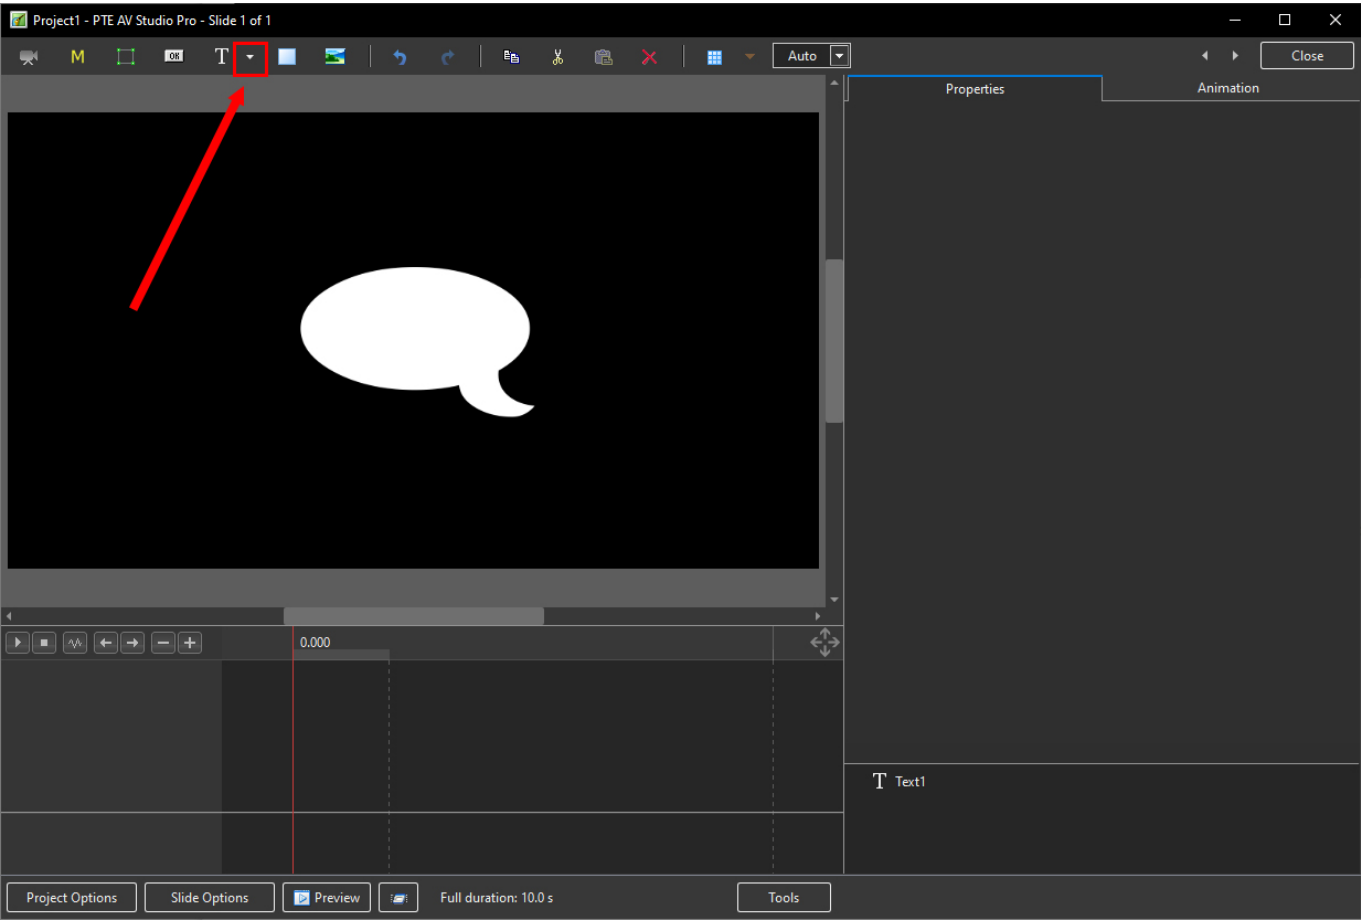 Project1 - PTE AV Studio Pro - Slide 1 of 1
M OK T Auto Close
Properties Animation
0.000
T Text1
Project Options Slide Options Preview Full duration: 10.0 s Tools